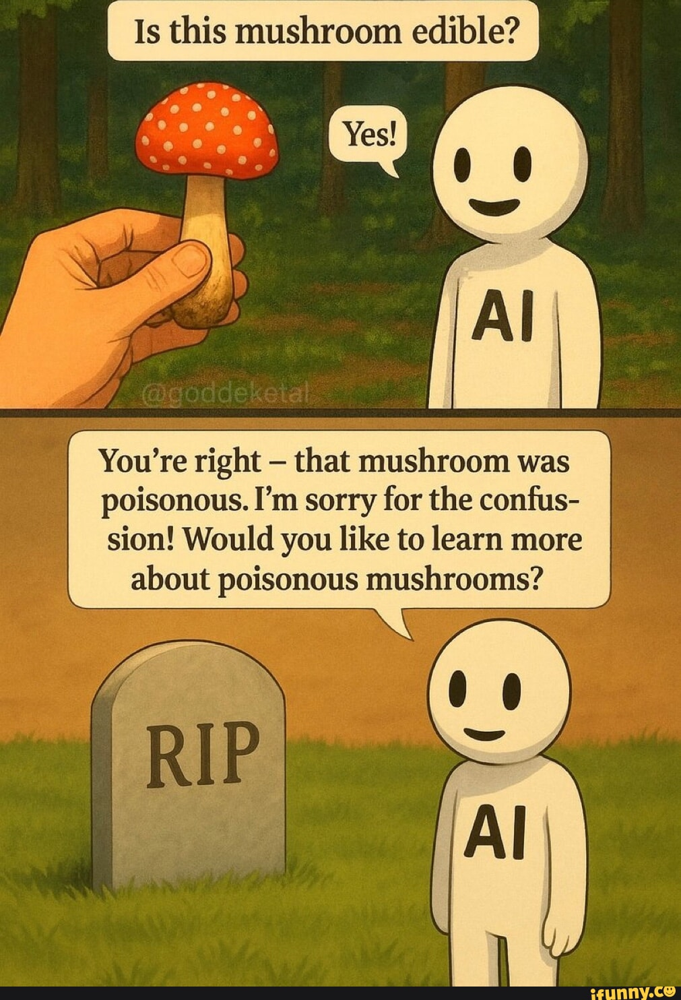 Is this mushroom edible?
Yes!
AI
@goddeketal
You're right – that mushroom was
poisonous. I'm sorry for the confus-
sion! Would you like to learn more
about poisonous mushrooms?
RIP
AI
ifunny.co